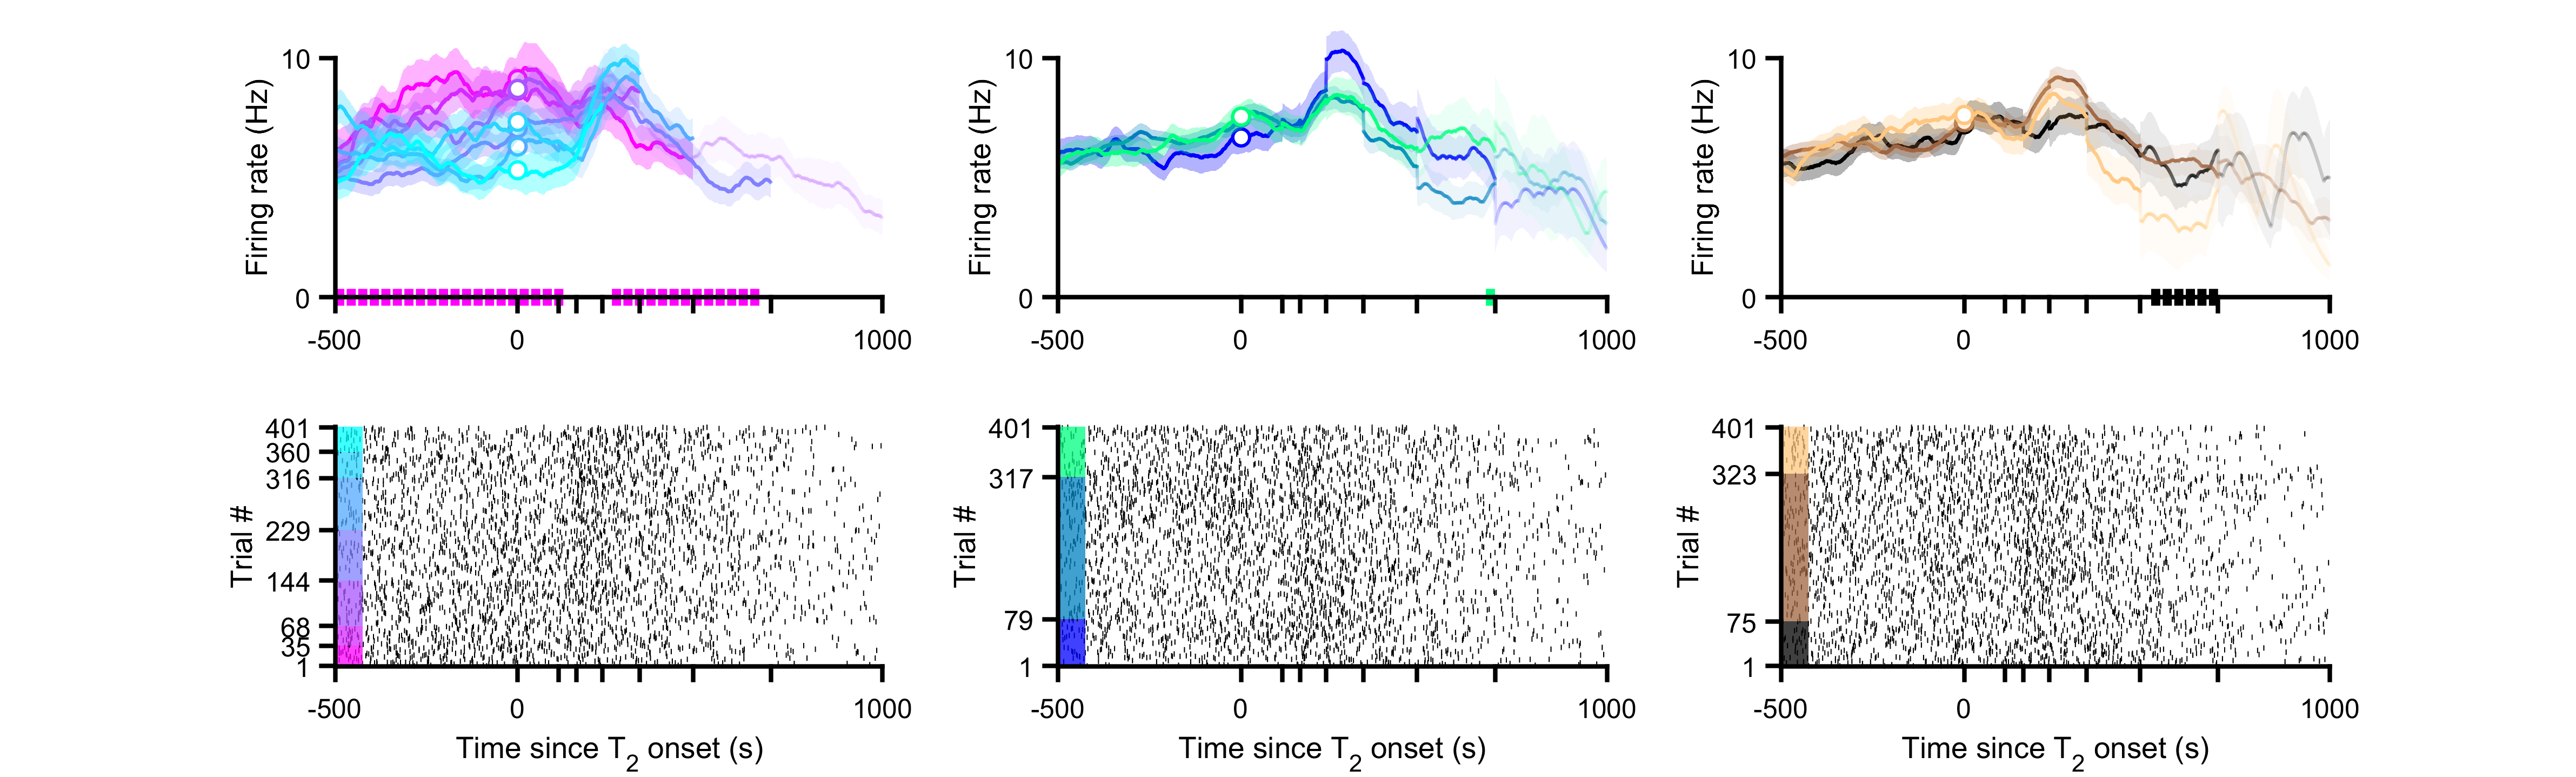 10
Firing rate (Hz)
0
-500 0 1000
10
Firing rate (Hz)
0
-500 0 1000
10
Firing rate (Hz)
0
-500 0 1000
401
360
316
229
144
68
35
1
Trial #
-500 0 1000
Time since T2 onset (s)
401
317
79
1
Trial #
-500 0 1000
Time since T2 onset (s)
401
323
75
1
Trial #
-500 0 1000
Time since T2 onset (s)